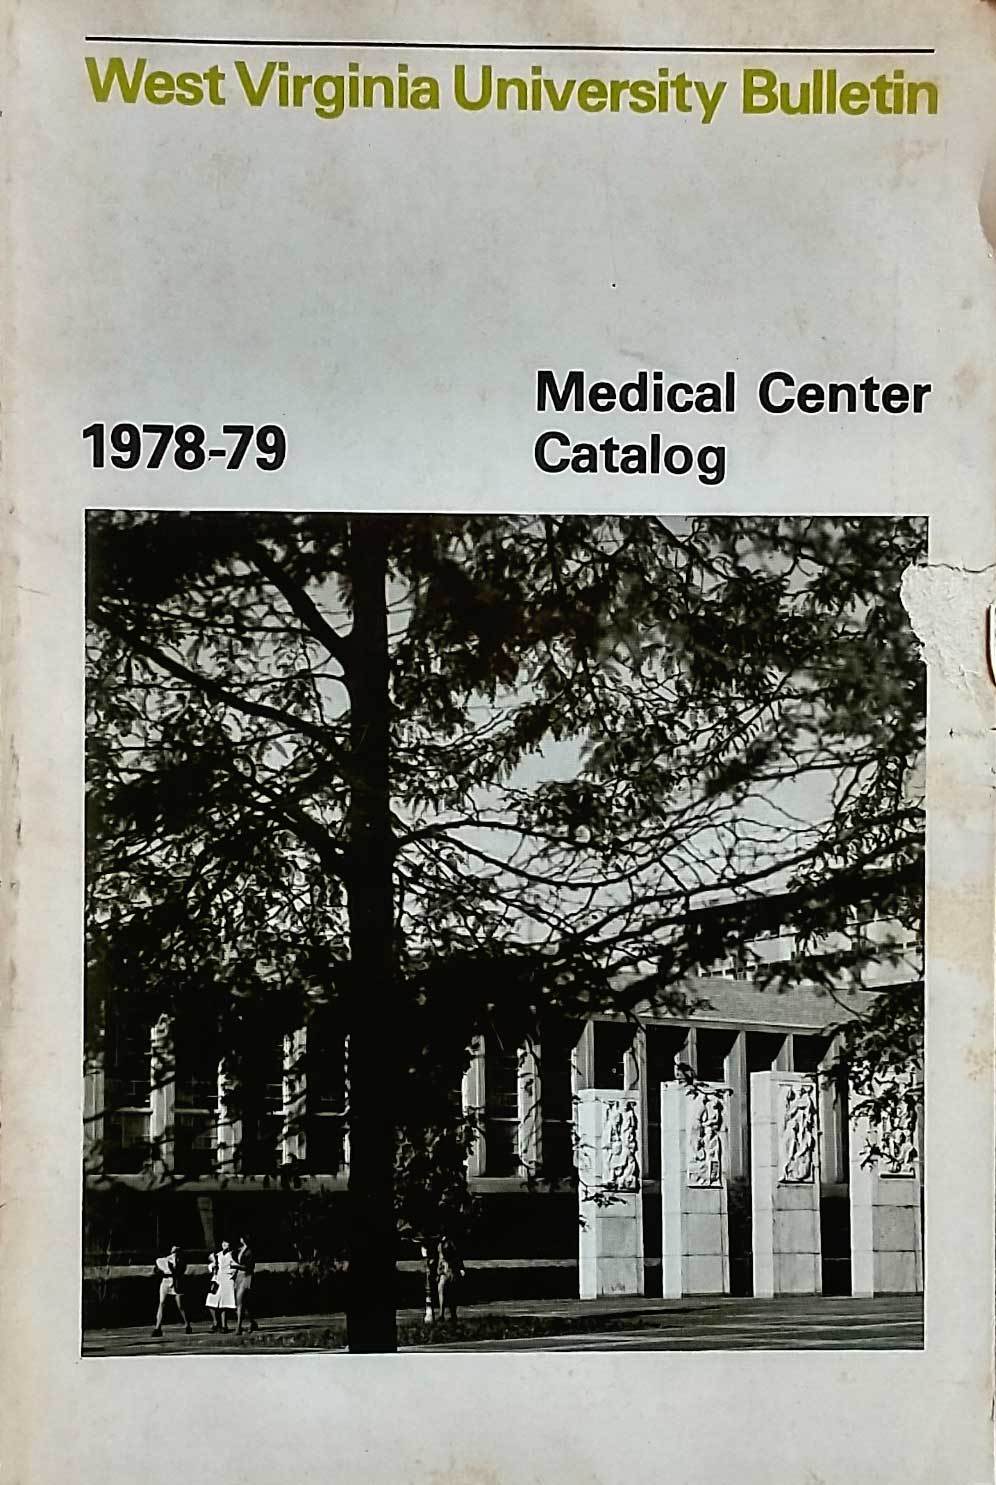 West Virginia University Bulletin
Medical Center
Catalog
1978-79